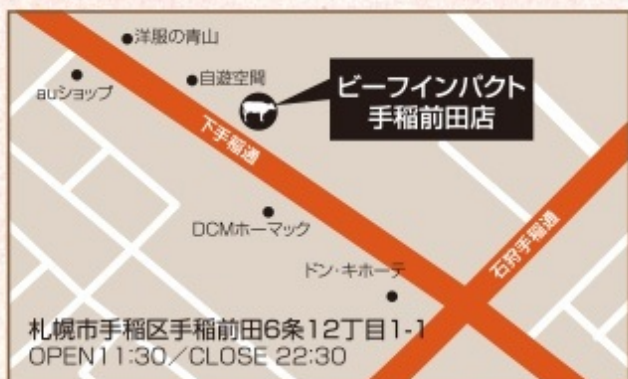 洋服の青山
auショップ
自遊空間
ビーフインパクト
手稲前田店
下手稲通
DCMホーマック
石狩手稲通
ドン・キホーテ
札幌市手稲区手稲前田6条12丁目1-1
OPEN11:30／CLOSE 22:30